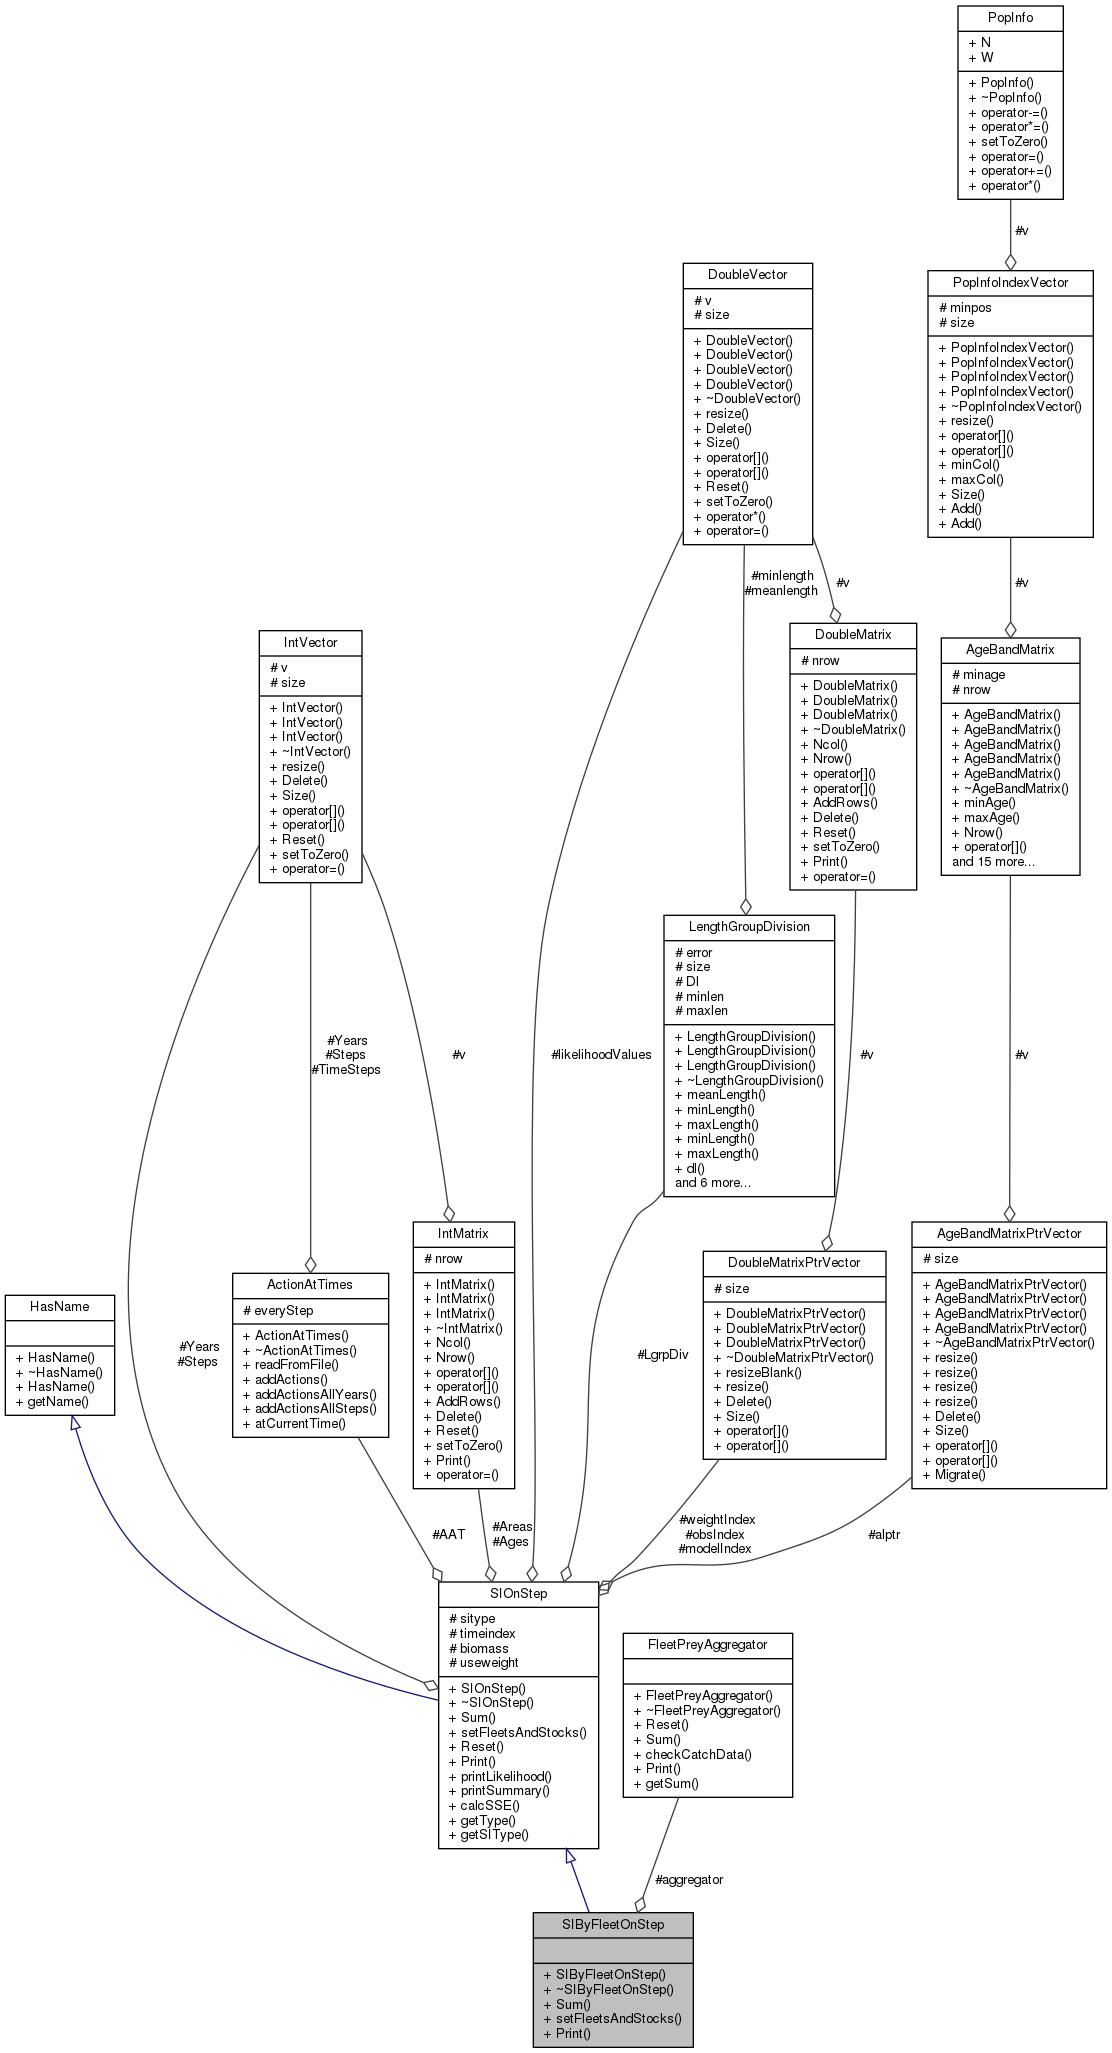 PopInfo
+ N
+ W
+ PopInfo()
+ ~PopInfo()
+ operator-=()
+ operator*=()
+ setToZero()
+ operator=()
+ operator+=()
+ operator*()
#v
PopInfoIndexVector
# minpos
# size
+ PopInfoIndexVector()
+ PopInfoIndexVector()
+ PopInfoIndexVector()
+ PopInfoIndexVector()
+ ~PopInfoIndexVector()
+ resize()
+ operator[]()
+ operator[]()
+ minCol()
+ maxCol()
+ Size()
+ Add()
+ Add()
DoubleVector
# v
# size
+ DoubleVector()
+ DoubleVector()
+ DoubleVector()
+ DoubleVector()
+ ~DoubleVector()
+ resize()
+ Delete()
+ Size()
+ operator[]()
+ operator[]()
+ Reset()
+ setToZero()
+ operator*()
+ operator=()
#minlength
#meanlength
#v
#v
IntVector
# v
# size
+ IntVector()
+ IntVector()
+ IntVector()
+ ~IntVector()
+ resize()
+ Delete()
+ Size()
+ operator[]()
+ operator[]()
+ Reset()
+ setToZero()
+ operator=()
DoubleMatrix
# nrow
+ DoubleMatrix()
+ DoubleMatrix()
+ DoubleMatrix()
+ ~DoubleMatrix()
+ Ncol()
+ Nrow()
+ operator[]()
+ operator[]()
+ AddRows()
+ Delete()
+ Reset()
+ setToZero()
+ Print()
+ operator=()
AgeBandMatrix
# minage
# nrow
+ AgeBandMatrix()
+ AgeBandMatrix()
+ AgeBandMatrix()
+ AgeBandMatrix()
+ AgeBandMatrix()
+ ~AgeBandMatrix()
+ minAge()
+ maxAge()
+ Nrow()
+ operator[]()
and 15 more...
LengthGroupDivision
# error
# size
# Dl
# minlen
# maxlen
+ LengthGroupDivision()
+ LengthGroupDivision()
+ LengthGroupDivision()
+ ~LengthGroupDivision()
+ meanLength()
+ minLength()
+ maxLength()
+ minLength()
+ maxLength()
+ dl()
and 6 more...
#Years
#Steps
#TimeSteps
#v
#likelihoodValues
#v
#v
HasName
+ HasName()
+ ~HasName()
+ HasName()
+ getName()
#Years
#Steps
ActionAtTimes
# everyStep
+ ActionAtTimes()
+ ~ActionAtTimes()
+ readFromFile()
+ addActions()
+ addActionsAllYears()
+ addActionsAllSteps()
+ atCurrentTime()
IntMatrix
# nrow
+ IntMatrix()
+ IntMatrix()
+ IntMatrix()
+ ~IntMatrix()
+ Ncol()
+ Nrow()
+ operator[]()
+ operator[]()
+ AddRows()
+ Delete()
+ Reset()
+ setToZero()
+ Print()
+ operator=()
#LgrpDiv
DoubleMatrixPtrVector
# size
+ DoubleMatrixPtrVector()
+ DoubleMatrixPtrVector()
+ DoubleMatrixPtrVector()
+ ~DoubleMatrixPtrVector()
+ resizeBlank()
+ resize()
+ Delete()
+ Size()
+ operator[]()
+ operator[]()
AgeBandMatrixPtrVector
# size
+ AgeBandMatrixPtrVector()
+ AgeBandMatrixPtrVector()
+ AgeBandMatrixPtrVector()
+ AgeBandMatrixPtrVector()
+ ~AgeBandMatrixPtrVector()
+ resize()
+ resize()
+ resize()
+ resize()
+ Delete()
+ Size()
+ operator[]()
+ operator[]()
+ Migrate()
#AAT
#Areas
#Ages
#weightIndex
#obsIndex
#modelIndex
#alptr
SIOnStep
# sitype
# timeindex
# biomass
# useweight
+ SIOnStep()
+ ~SIOnStep()
+ Sum()
+ setFleetsAndStocks()
+ Reset()
+ Print()
+ printLikelihood()
+ printSummary()
+ calcSSE()
+ getType()
+ getSIType()
FleetPreyAggregator
+ FleetPreyAggregator()
+ ~FleetPreyAggregator()
+ Reset()
+ Sum()
+ checkCatchData()
+ Print()
+ getSum()
#aggregator
SIByFleetOnStep
+ SIByFleetOnStep()
+ ~SIByFleetOnStep()
+ Sum()
+ setFleetsAndStocks()
+ Print()